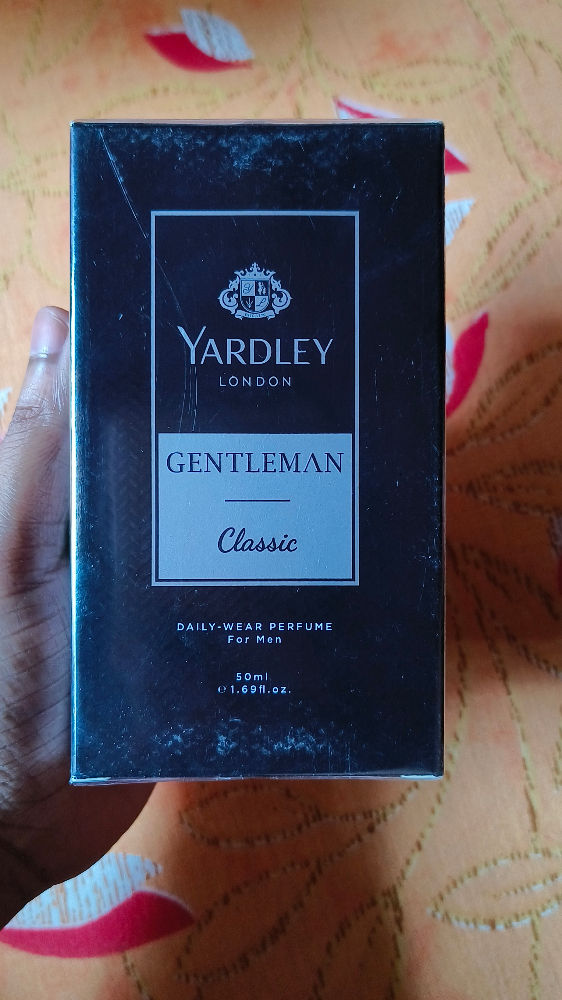 YARDLEY
LONDON
GENTLEMAN
Classic
DAILY-WEAR PERFUME
For Men
50ml
℮1.69fl.oz.